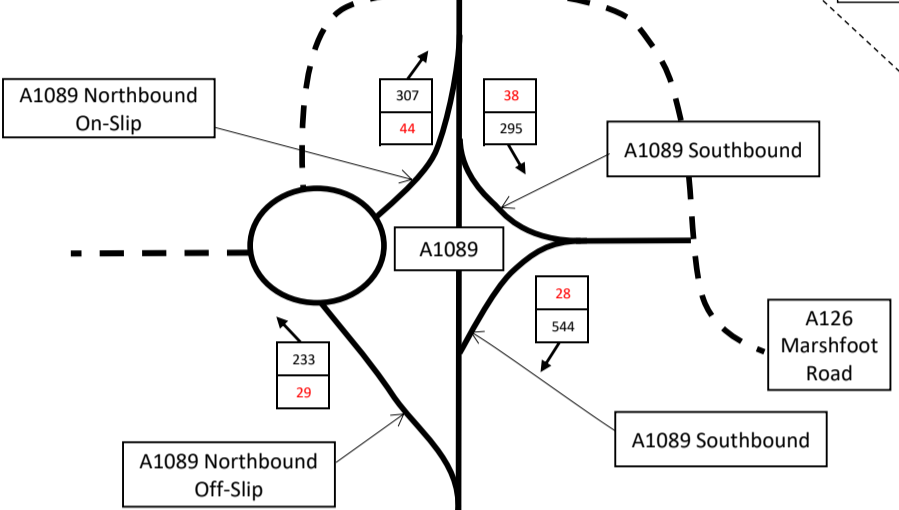 A1089 Northbound
On-Slip
307
44
38
295
A1089 Southbound
A1089
28
544
A126
Marshfoot
Road
233
29
A1089 Southbound
A1089 Northbound
Off-Slip